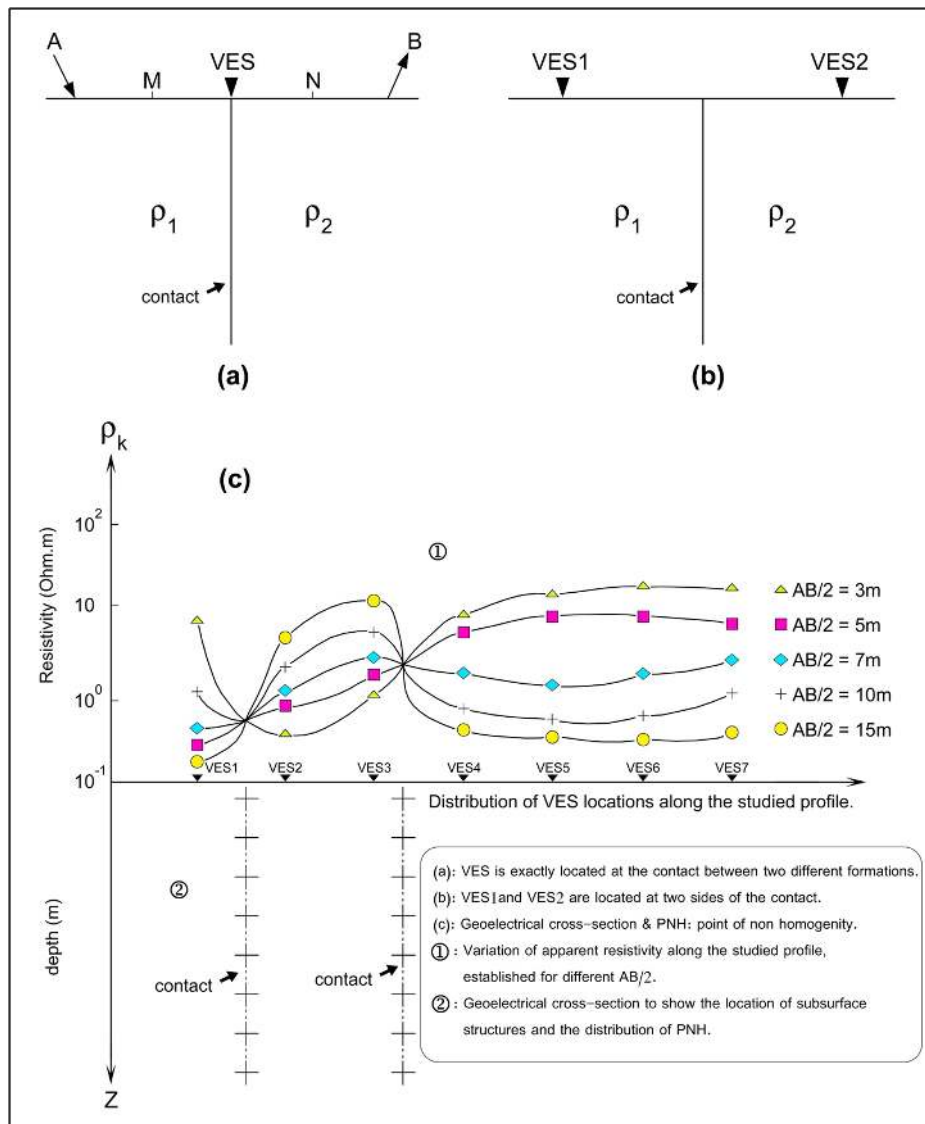 A
VES
B
M
N
ρ1
ρ2
contact
(a)
VES1
VES2
ρ1
ρ2
contact
(b)
ρk
(c)
Resistivity (Ohm.m)
10^2
10
10^0
10^-1
①
AB/2 = 3m
AB/2 = 5m
AB/2 = 7m
AB/2 = 10m
AB/2 = 15m
VES1
VES2
VES3
VES4
VES5
VES6
VES7
Distribution of VES locations along the studied profile.
②
depth (m)
contact
contact
Z
(a): VES is exactly located at the contact between two different formations.
(b): VES1and VES2 are located at two sides of the contact.
(c): Geoelectrical cross-section & PNH: point of non homogenity.
① : Variation of apparent resistivity along the studied profile,
established for different AB/2.
② : Geoelectrical cross-section to show the location of subsurface
structures and the distribution of PNH.